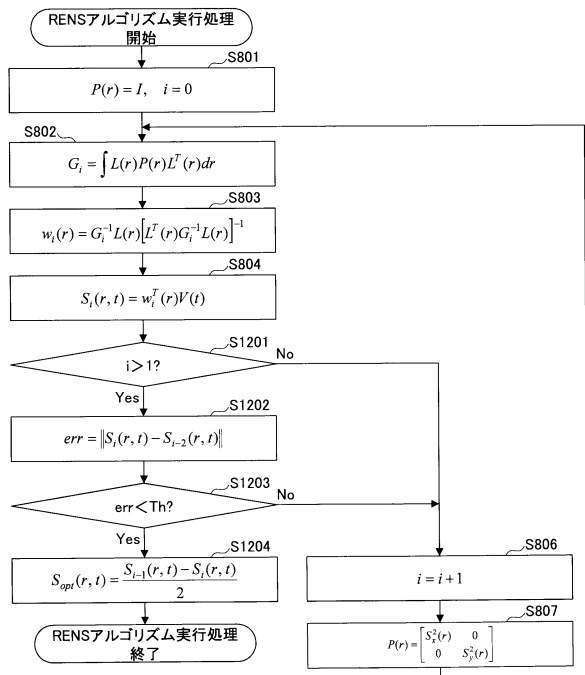 RENSアルゴリズム実行処理
開始
S801
P(r) = I, i = 0
S802
G_i = ∫ L(r)P(r)L^T(r)dr
S803
w_i(r) = G_i^{-1}L(r)[L^T(r)G_i^{-1}L(r)]^{-1}
S804
S_i(r, t) = w_i^T(r)V(t)
S1201
i＞1?
No
Yes
S1202
err = ‖S_i(r, t) − S_{i−2}(r, t)‖
S1203
err＜Th?
No
Yes
S1204
S_{opt}(r, t) = \frac{S_{i−1}(r, t) − S_i(r, t)}{2}
RENSアルゴリズム実行処理
終了
S806
i = i + 1
S807
P(r) = [S_x^2(r) 0
0 S_y^2(r)]